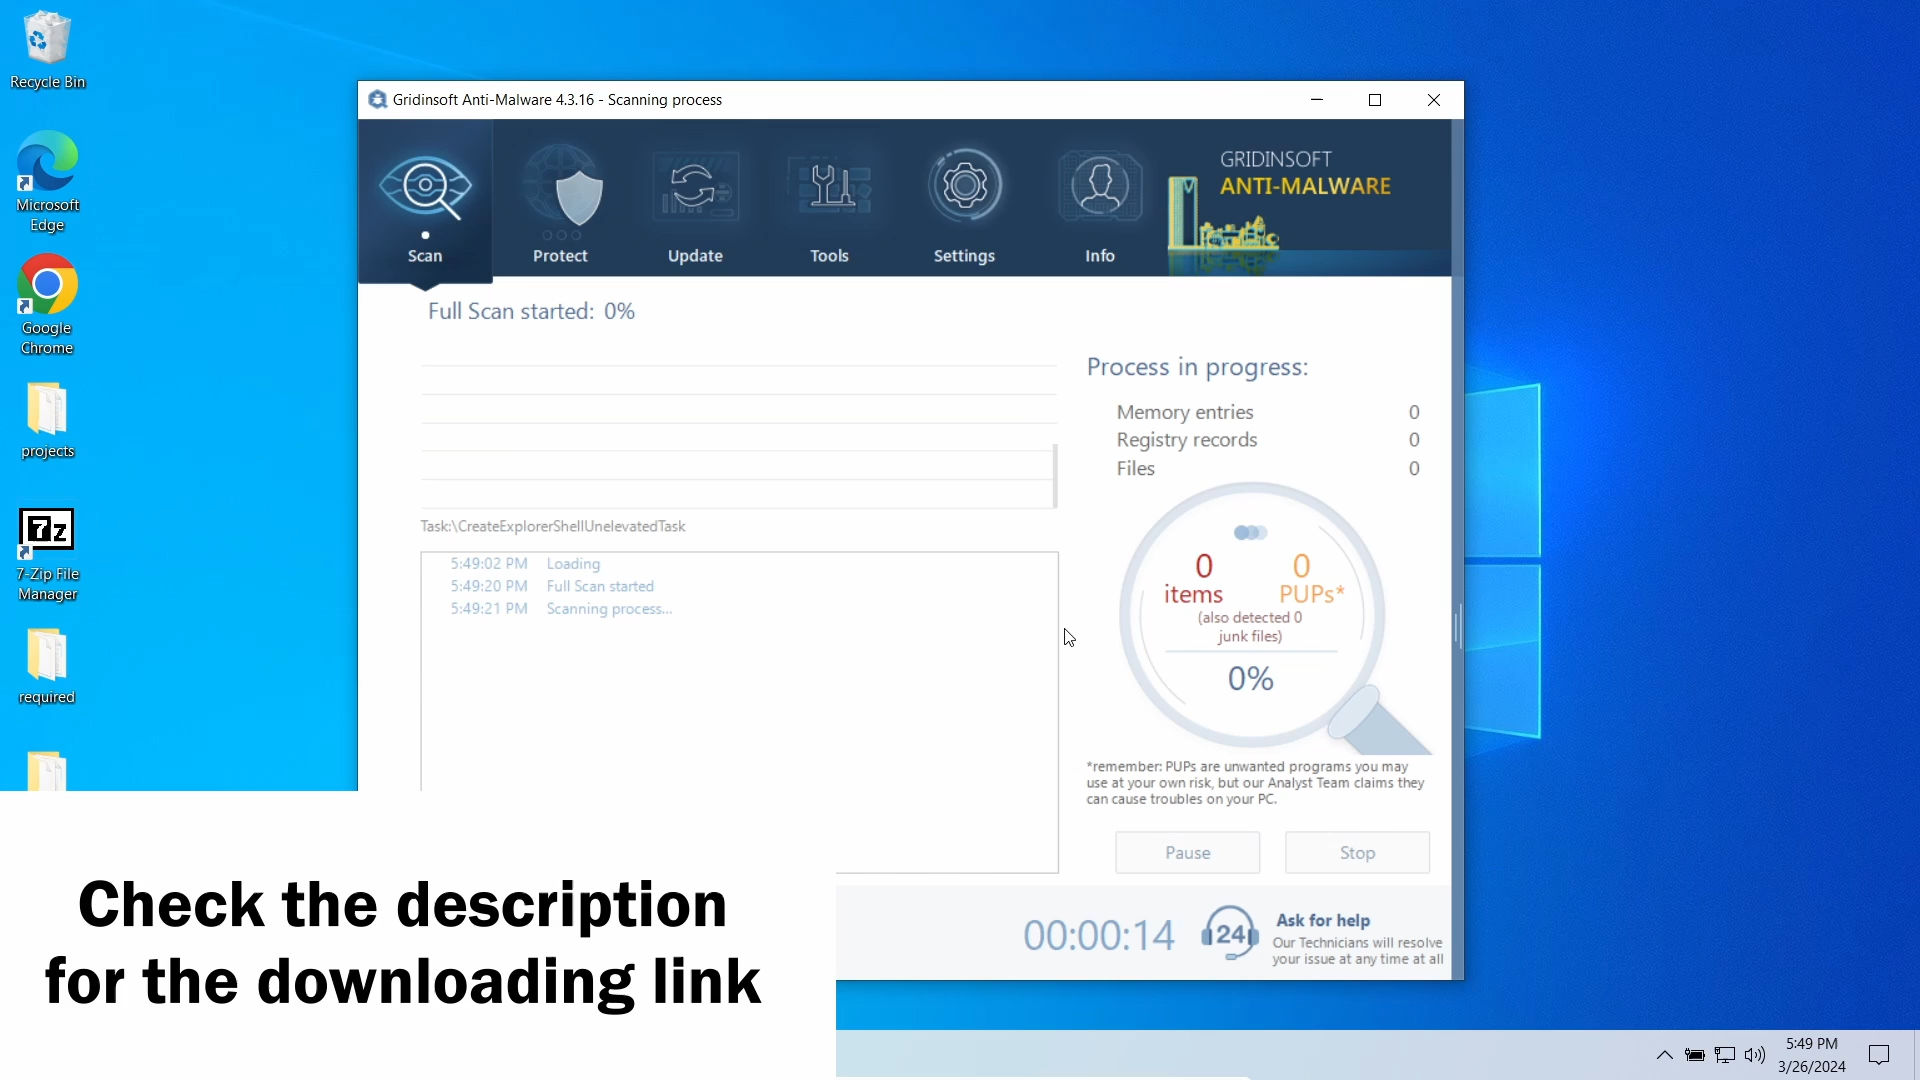 Recycle Bin
Microsoft
Edge
Google
Chrome
projects
7z
7-Zip File
Manager
required
Gridinsoft Anti-Malware 4.3.16 - Scanning process
Scan
Protect
Update
Tools
Settings
Info
GRIDINSOFT
ANTI-MALWARE
Full Scan started: 0%
Task:\CreateExplorerShellUnelevatedTask
5:49:02 PM Loading
5:49:20 PM Full Scan started
5:49:21 PM Scanning process...
Process in progress:
Memory entries 0
Registry records 0
Files 0
0 0
items PUPs*
(also detected 0
junk files)
0%
*remember: PUPs are unwanted programs you may
use at your own risk, but our Analyst Team claims they
can cause troubles on your PC.
Pause
Stop
00:00:14
24
Ask for help
Our Technicians will resolve
your issue at any time at all
Check the description
for the downloading link
5:49 PM
3/26/2024